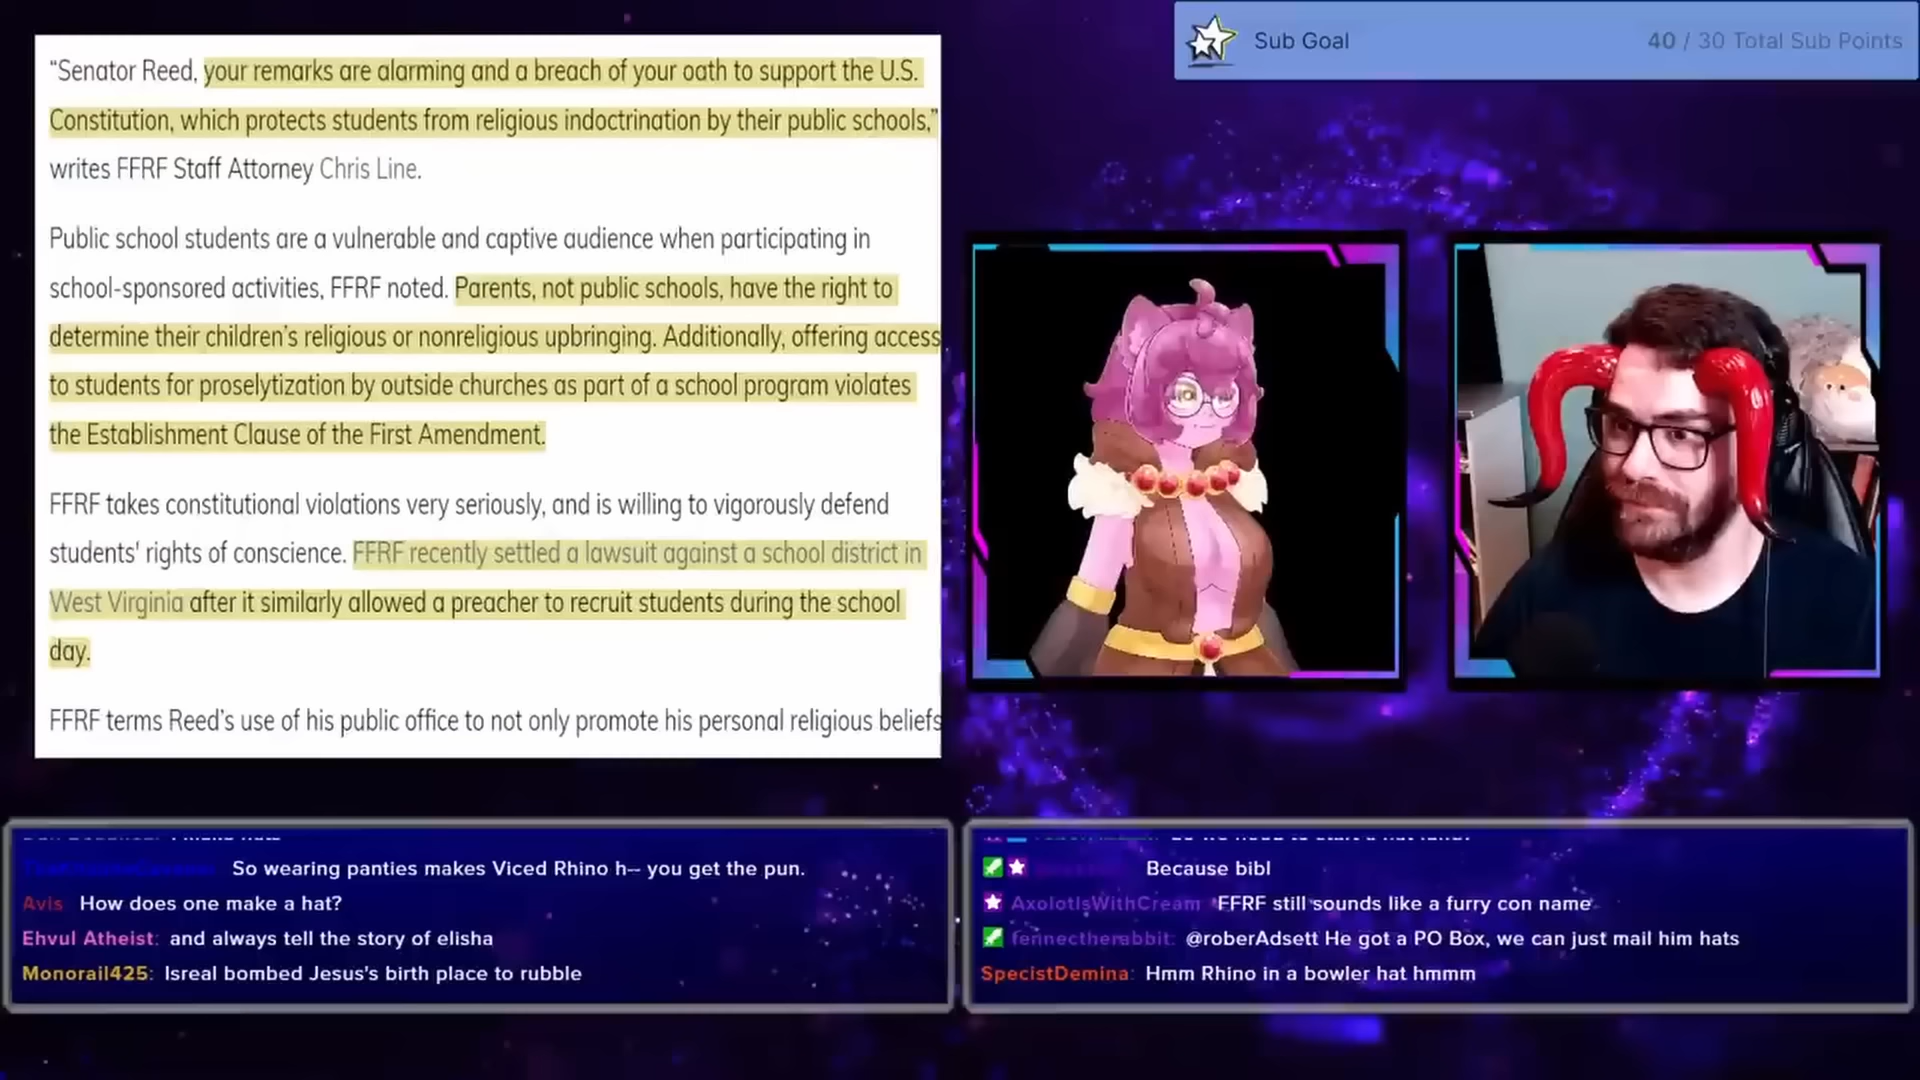 “Senator Reed, your remarks are alarming and a breach of your oath to support the U.S.
Constitution, which protects students from religious indoctrination by their public schools,”
writes FFRF Staff Attorney Chris Line.
Public school students are a vulnerable and captive audience when participating in
school-sponsored activities, FFRF noted. Parents, not public schools, have the right to
determine their children’s religious or nonreligious upbringing. Additionally, offering access
to students for proselytization by outside churches as part of a school program violates
the Establishment Clause of the First Amendment.
FFRF takes constitutional violations very seriously, and is willing to vigorously defend
students' rights of conscience. FFRF recently settled a lawsuit against a school district in
West Virginia after it similarly allowed a preacher to recruit students during the school
day.
FFRF terms Reed’s use of his public office to not only promote his personal religious beliefs
Sub Goal
40 / 30 Total Sub Points
So wearing panties makes Viced Rhino h-- you get the pun.
Avis How does one make a hat?
Ehvul Atheist: and always tell the story of elisha
Monorail425: Isreal bombed Jesus's birth place to rubble
Because bibl
AxolotlsWithCream FFRF still sounds like a furry con name
fennectherabbit: @roberAdsett He got a PO Box, we can just mail him hats
SpecistDemina: Hmm Rhino in a bowler hat hmmm